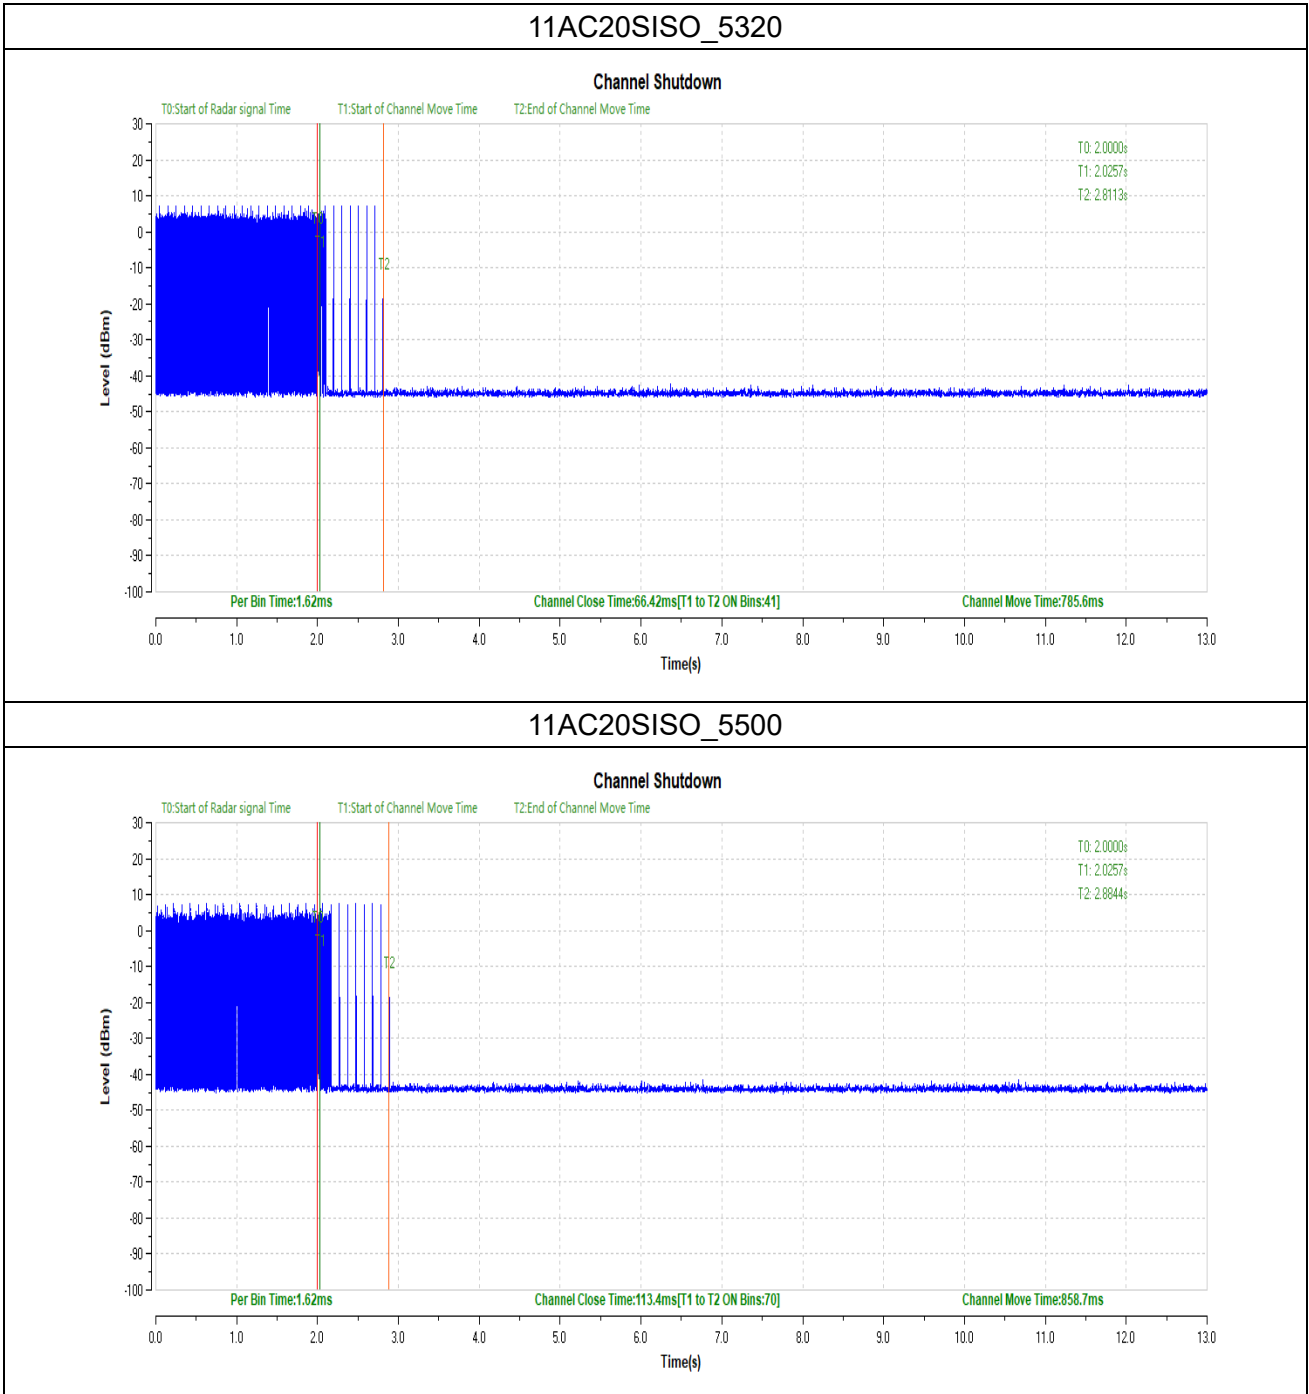 11AC20SISO_5320
Channel Shutdown
T0:Start of Radar signal Time T1:Start of Channel Move Time T2:End of Channel Move Time
T0: 2.0000s
T1: 2.0257s
T2: 2.8113s
30
20
10
0
-10
-20
-30
-40
-50
-60
-70
-80
-90
-100
Level (dBm)
T2
Per Bin Time:1.62ms Channel Close Time:66.42ms[T1 to T2 ON Bins:41] Channel Move Time:785.6ms
0.0 1.0 2.0 3.0 4.0 5.0 6.0 7.0 8.0 9.0 10.0 11.0 12.0 13.0
Time(s)
11AC20SISO_5500
Channel Shutdown
T0:Start of Radar signal Time T1:Start of Channel Move Time T2:End of Channel Move Time
T0: 2.0000s
T1: 2.0257s
T2: 2.8844s
30
20
10
0
-10
-20
-30
-40
-50
-60
-70
-80
-90
-100
Level (dBm)
T2
Per Bin Time:1.62ms Channel Close Time:113.4ms[T1 to T2 ON Bins:70] Channel Move Time:858.7ms
0.0 1.0 2.0 3.0 4.0 5.0 6.0 7.0 8.0 9.0 10.0 11.0 12.0 13.0
Time(s)